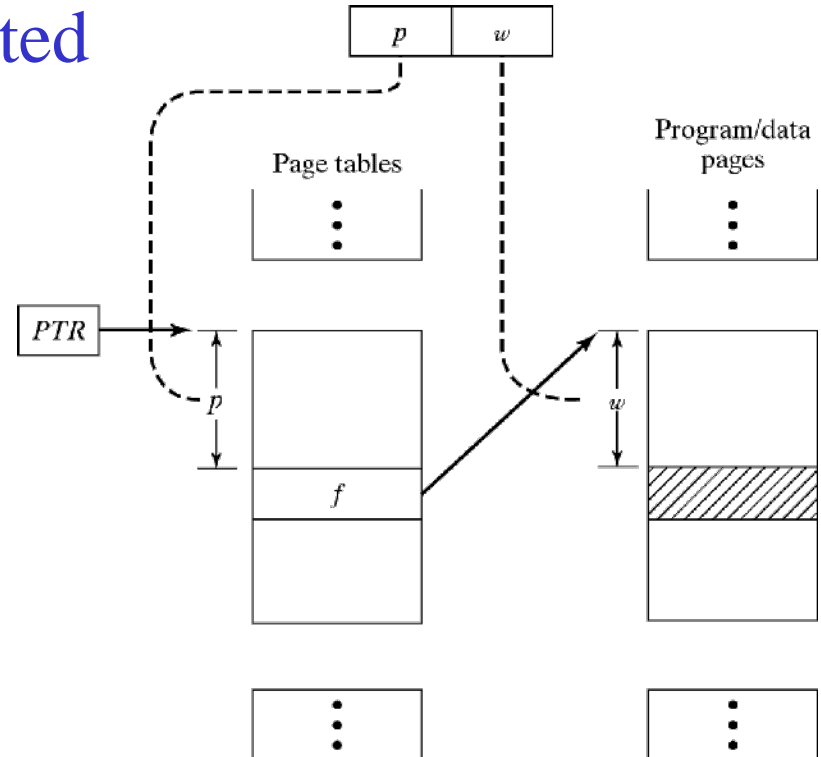 ted
p w
Page tables
Program/data
pages
PTR
p
w
f